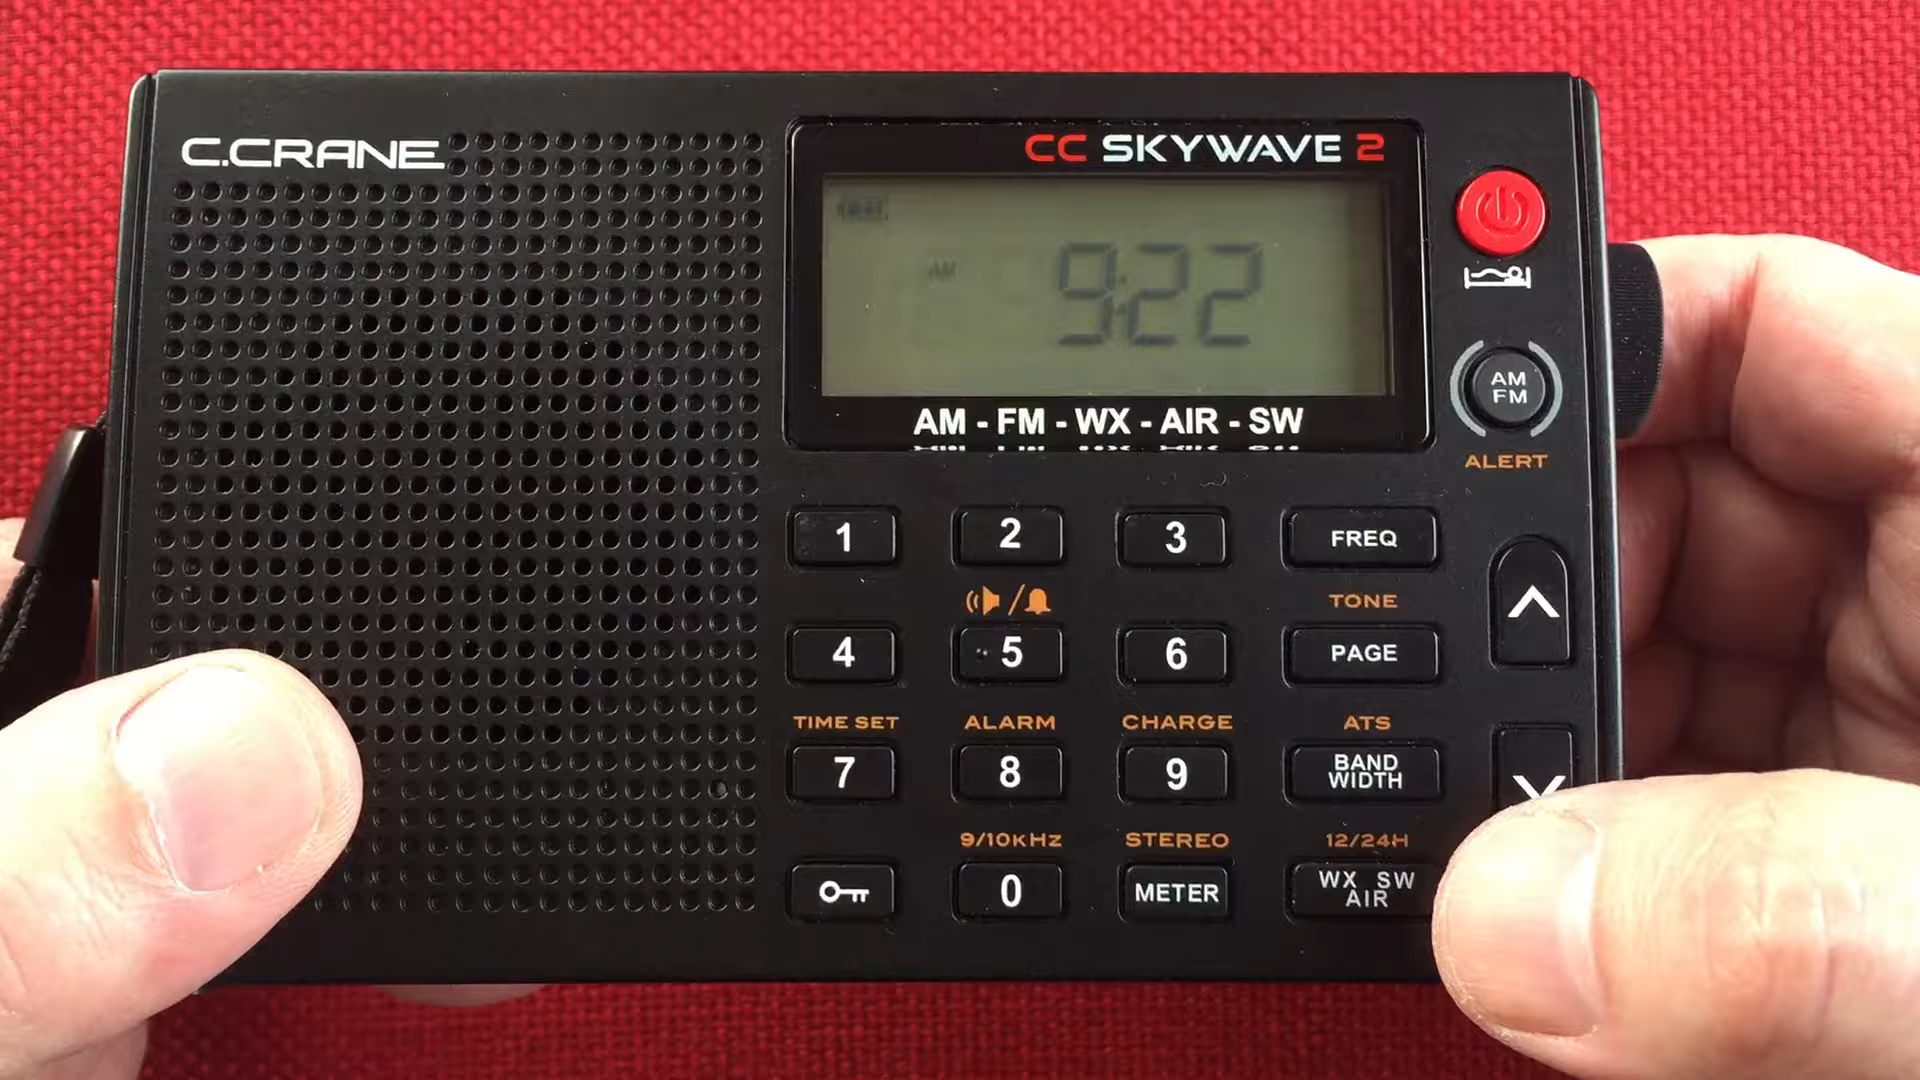 C.CRANE
CC SKYWAVE 2
AM
9:22
AM - FM - WX - AIR - SW
AM
FM
ALERT
1
2
3
FREQ
/
TONE
4
5
6
PAGE
TIME SET
ALARM
CHARGE
ATS
7
8
9
BAND
WIDTH
9/10KHZ
STEREO
12/24H
0
METER
WX SW
AIR